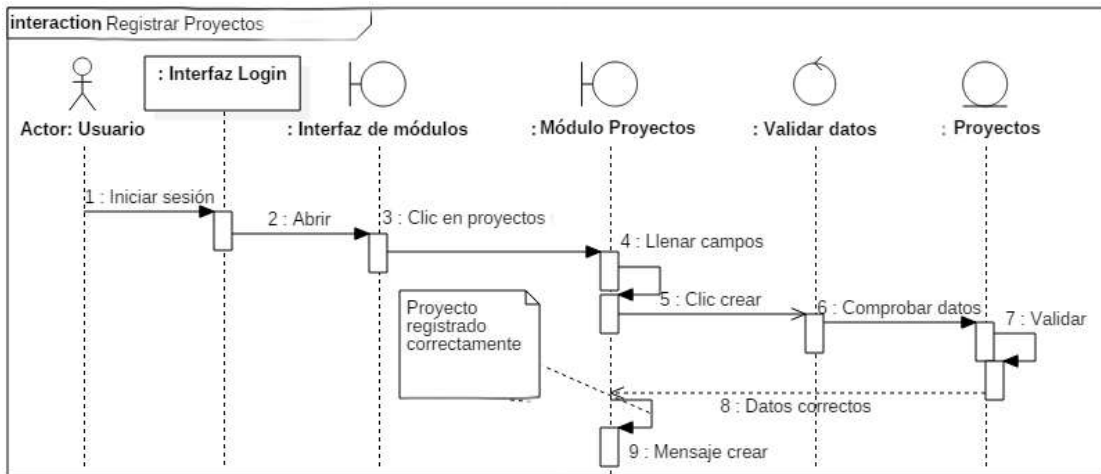 interaction Registrar Proyectos
: Interfaz Login
Actor: Usuario
: Interfaz de módulos
: Módulo Proyectos
: Validar datos
: Proyectos
1 : Iniciar sesión
2 : Abrir
3 : Clic en proyectos
4 : Llenar campos
5 : Clic crear
6 : Comprobar datos
7 : Validar
Proyecto
registrado
correctamente
8 : Datos correctos
9 : Mensaje crear